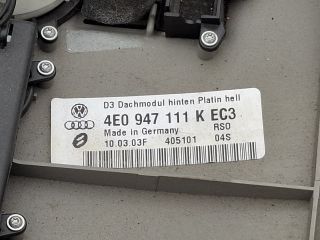 D3 Dachmodul hinten Platin hell
4E0 947 111 K EC3
Made in Germany RSO
10.03.03F 405101 04S